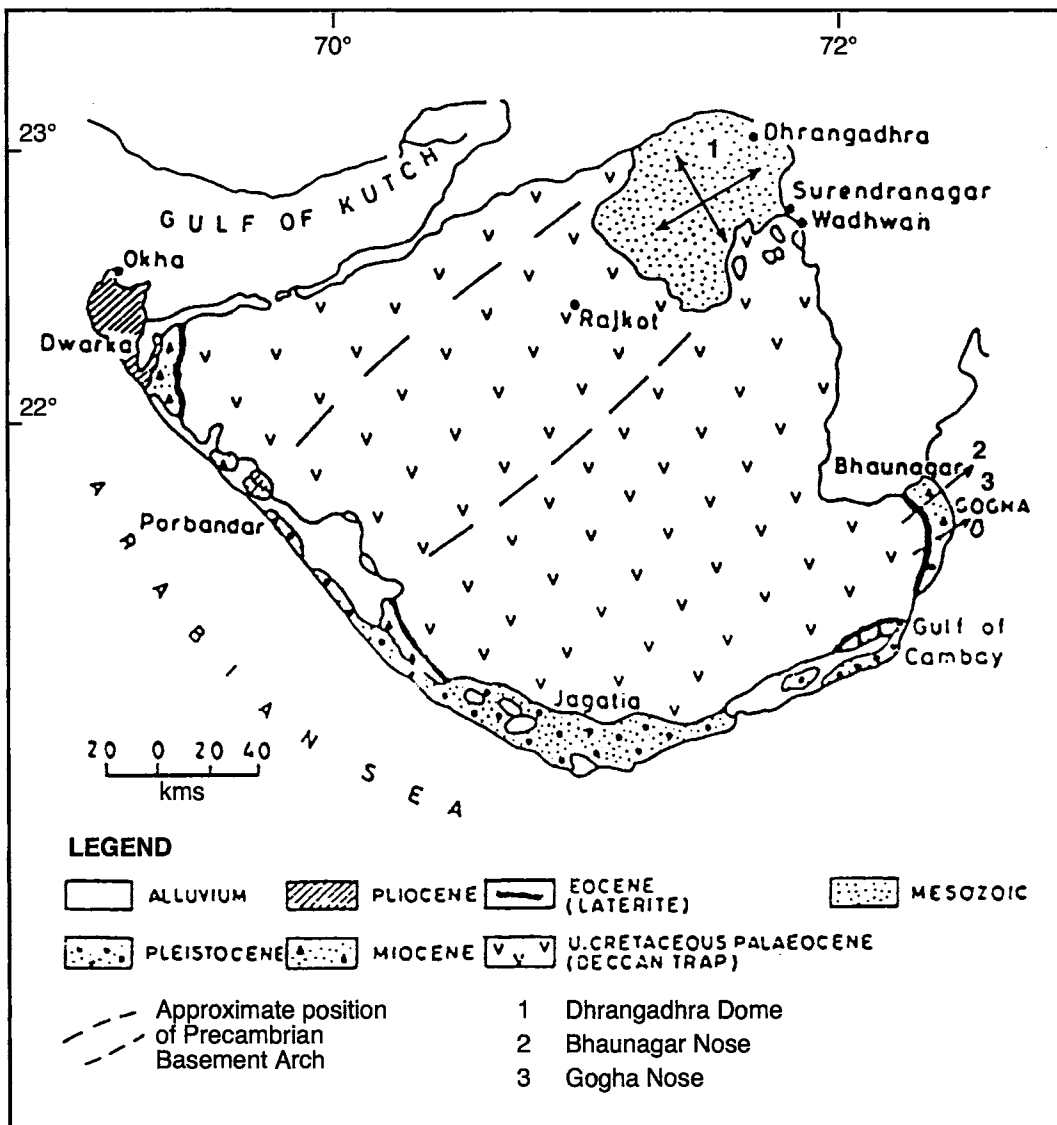 70°
72°
23°
22°
Dhrangadhra
1
Surendranagar
Wadhwan
GULF OF KUTCH
Okha
Rajkot
Dwarka
Bhaunagar
2
3
GOGHA
Porbandar
ARABIAN SEA
Gulf of
Cambay
Jagatia
20 0 20 40
kms
LEGEND
ALLUVIUM
PLIOCENE
EOCENE
(LATERITE)
MESOZOIC
PLEISTOCENE
MIOCENE
U.CRETACEOUS PALAEOCENE
(DECCAN TRAP)
Approximate position
of Precambrian
Basement Arch
1 Dhrangadhra Dome
2 Bhaunagar Nose
3 Gogha Nose